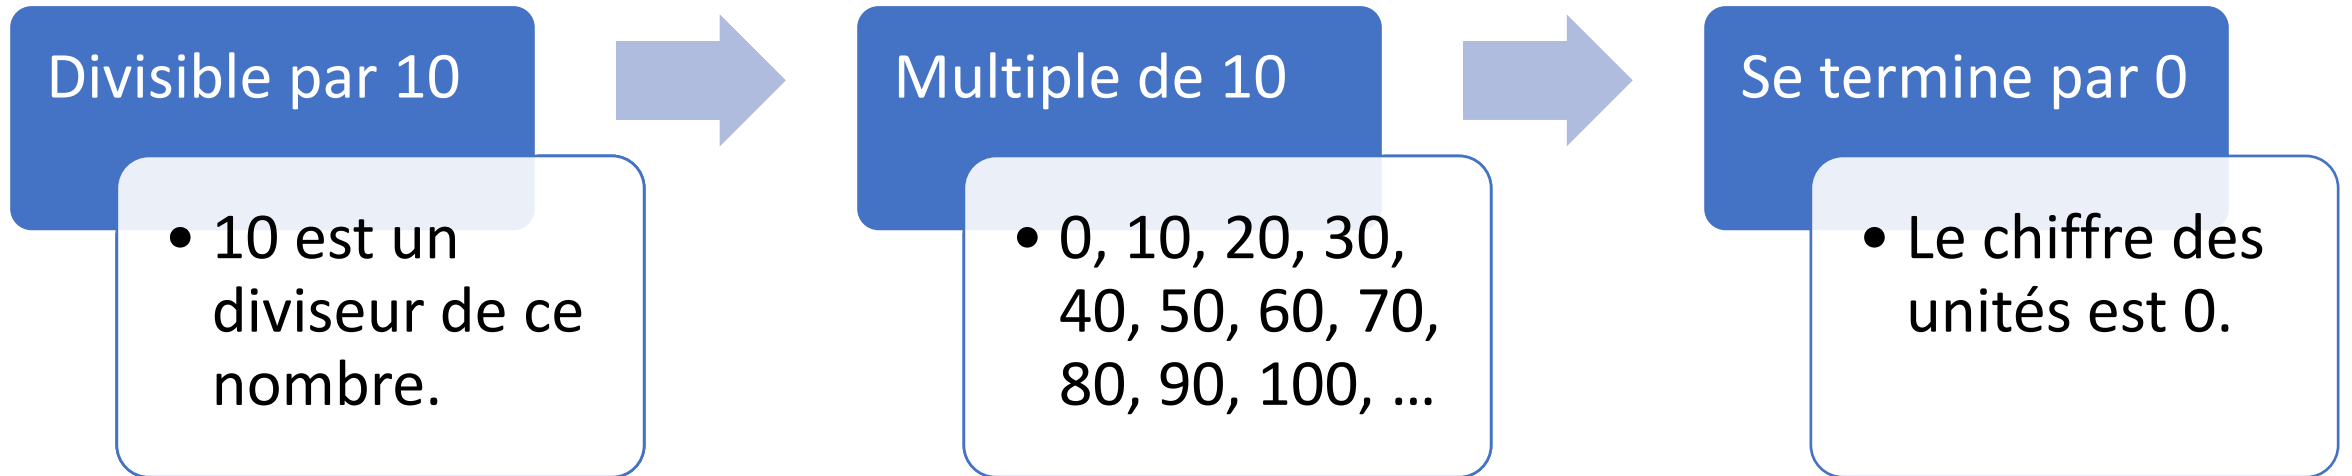 Divisible par 10
• 10 est un
diviseur de ce
nombre.
Multiple de 10
• 0, 10, 20, 30,
40, 50, 60, 70,
80, 90, 100, ...
Se termine par 0
• Le chiffre des
unités est 0.